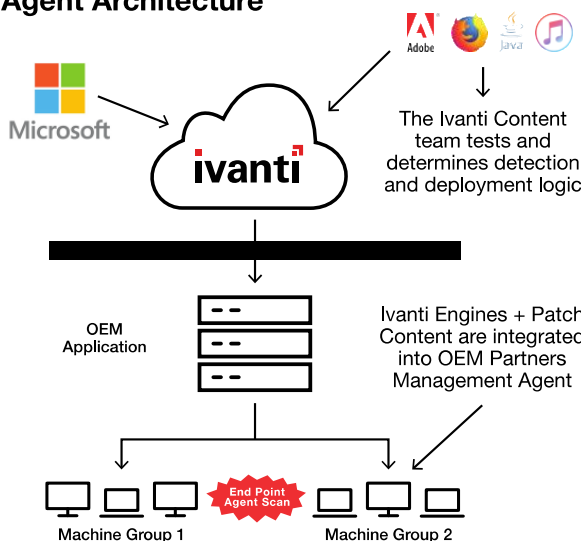 Agent Architecture
Adobe
Java
Microsoft
ivanti
The Ivanti Content
team tests and
determines detection
and deployment logic
OEM
Application
Ivanti Engines + Patch
Content are integrated
into OEM Partners
Management Agent
End Point
Agent Scan
Machine Group 1
Machine Group 2